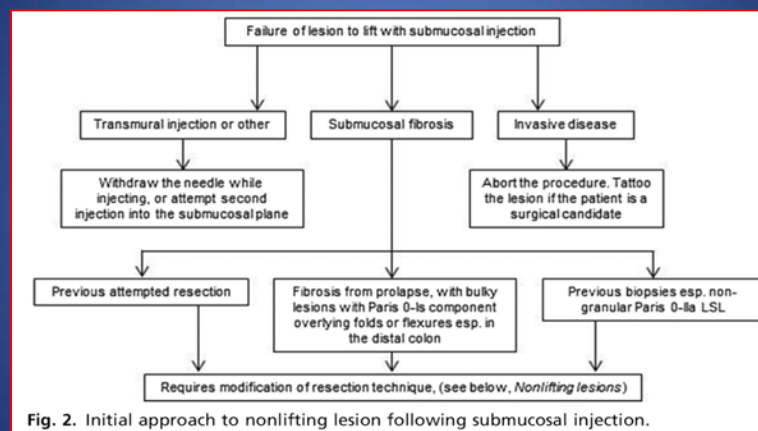 Failure of lesion to lift with submucosal injection
Transmural injection or other
Submucosal fibrosis
Invasive disease
Withdraw the needle while
injecting, or attempt second
injection into the submucosal plane
Abort the procedure. Tattoo
the lesion if the patient is a
surgical candidate
Previous attempted resection
Fibrosis from prolapse, with bulky
lesions with Paris 0-Is component
overlying folds or flexures esp. in
the distal colon
Previous biopsies esp. non-
granular Paris 0-IIa LSL
Requires modification of resection technique, (see below, Nonlifting lesions)
Fig. 2. Initial approach to nonlifting lesion following submucosal injection.